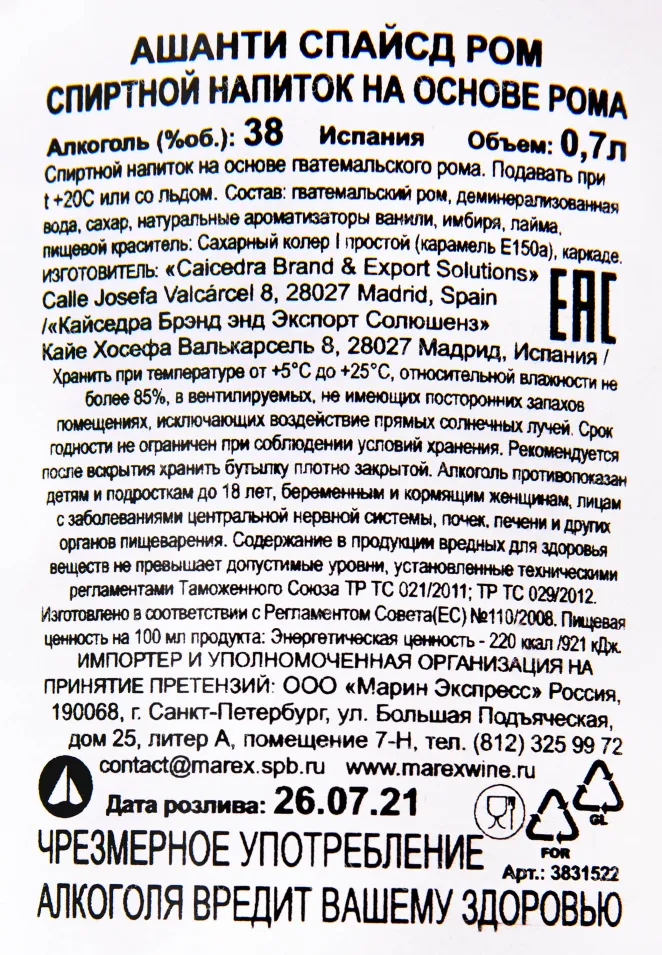 АШАНТИ СПАЙСД РОМ
СПИРТНОЙ НАПИТОК НА ОСНОВЕ РОМА
Алкоголь (%об.): 38 Испания Объем: 0,7л
Спиртной напиток на основе гватемальского рома. Подавать при
t +20С или со льдом. Состав: гватемальский ром, деминерализованная
вода, сахар, натуральные ароматизаторы ванили, имбиря, лайма,
пищевой краситель: Сахарный колер I простой (карамель Е150а), каркаде.
ИЗГОТОВИТЕЛЬ: «Caicedra Brand & Export Solutions»
Calle Josefa Valcárcel 8, 28027 Madrid, Spain
/«Кайседра Брэнд энд Экспорт Солюшенз»
Кайе Хосефа Валькарсель 8, 28027 Мадрид, Испания /
EAC
Хранить при температуре от +5°С до +25°С, относительной влажности не
более 85%, в вентилируемых, не имеющих посторонних запахов
помещениях, исключающих воздействие прямых солнечных лучей. Срок
годности не ограничен при соблюдении условий хранения. Рекомендуется
после вскрытия хранить бутылку плотно закрытой. Алкоголь противопоказан
детям и подросткам до 18 лет, беременным и кормящим женщинам, лицам
с заболеваниями центральной нервной системы, почек, печени и других
органов пищеварения. Содержание в продукции вредных для здоровья
веществ не превышает допустимые уровни, установленные техническими
регламентами Таможенного Союза ТР ТС 021/2011; ТР ТС 029/2012.
Изготовлено в соответствии с Регламентом Совета(ЕС) №110/2008. Пищевая
ценность на 100 мл продукта: Энергетическая ценность - 220 ккал /921 кДж.
ИМПОРТЕР И УПОЛНОМОЧЕННАЯ ОРГАНИЗАЦИЯ НА
ПРИНЯТИЕ ПРЕТЕНЗИЙ: ООО «Марин Экспресс» Россия,
190068, г. Санкт-Петербург, ул. Большая Подъяческая,
дом 25, литер А, помещение 7-Н, тел. (812) 325 99 72
contact@marex.spb.ru www.marexwine.ru
Дата розлива: 26.07.21
FOR
GL
Арт.: 3831522
ЧРЕЗМЕРНОЕ УПОТРЕБЛЕНИЕ
АЛКОГОЛЯ ВРЕДИТ ВАШЕМУ ЗДОРОВЬЮ